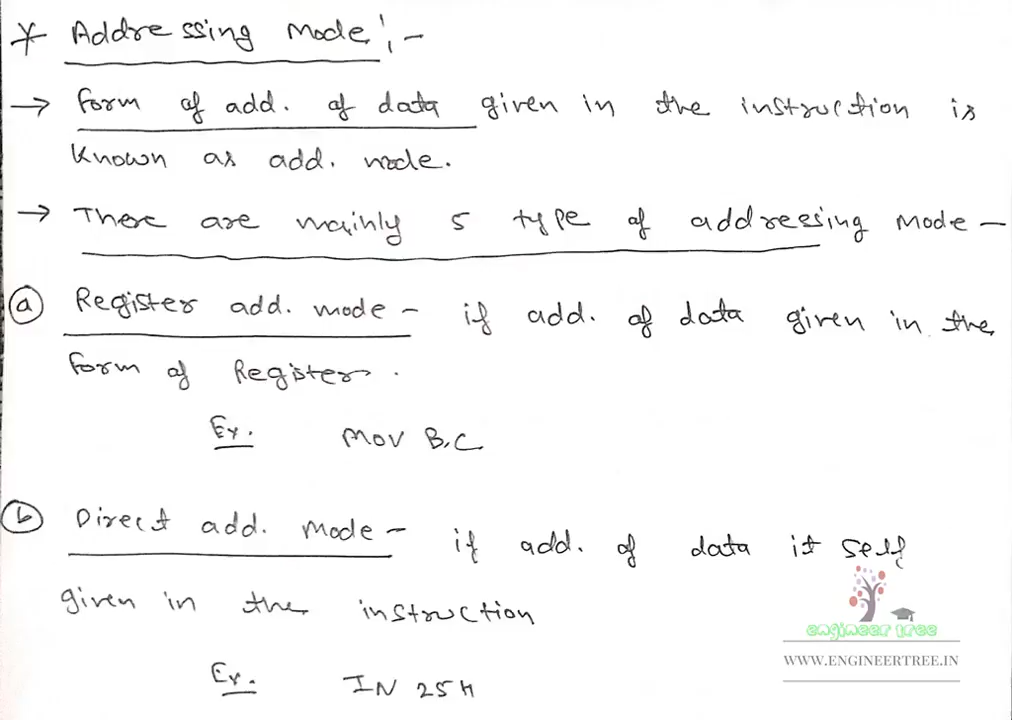 * Addressing Mode :-
→ form of add. of data given in the instruction is
known as add. mode.
→ There are mainly 5 type of addressing mode -
(a) Register add. mode - if add. of data given in the
form of Register.
Ex. MOV B,C
(b) Direct add. mode - if add. of data it self
given in the instruction
Ex. IN 25H
engineer tree
WWW.ENGINEERTREE.IN